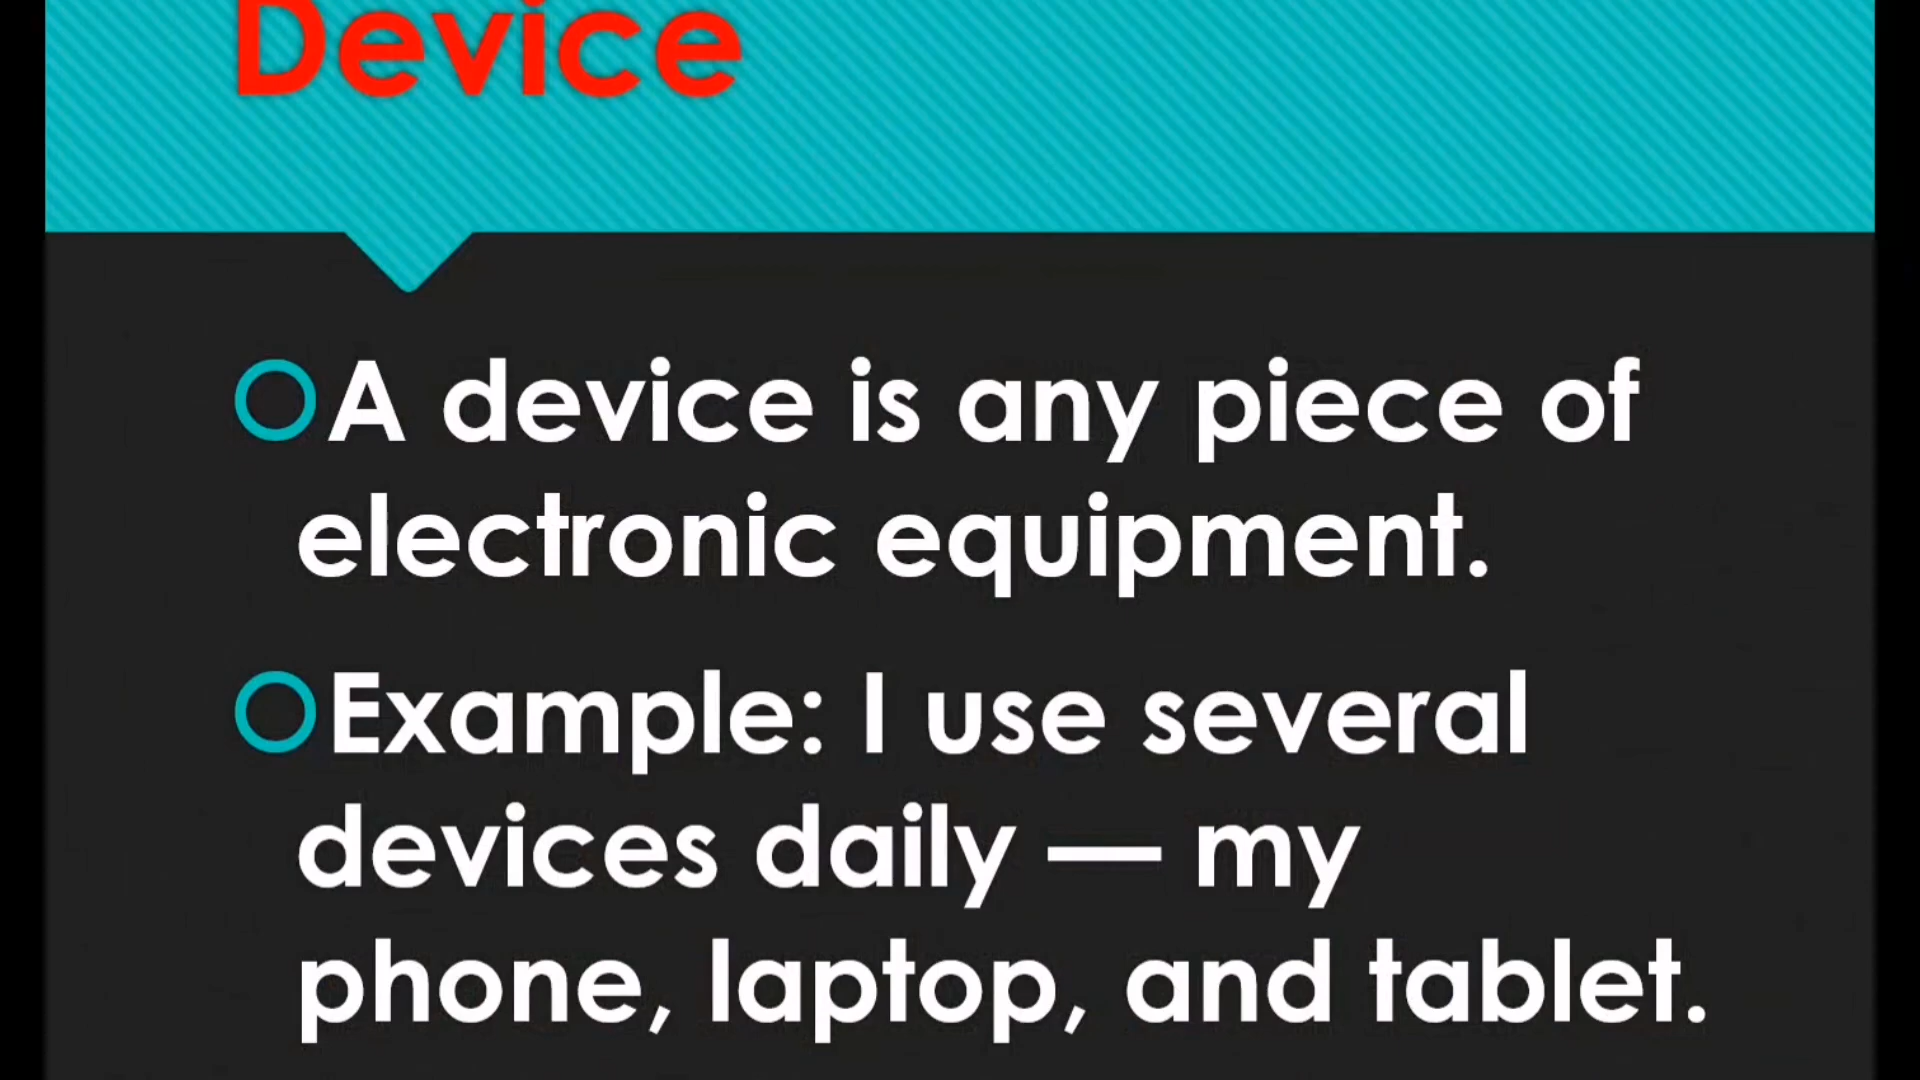 Device
A device is any piece of
electronic equipment.
Example: I use several
devices daily — my
phone, laptop, and tablet.